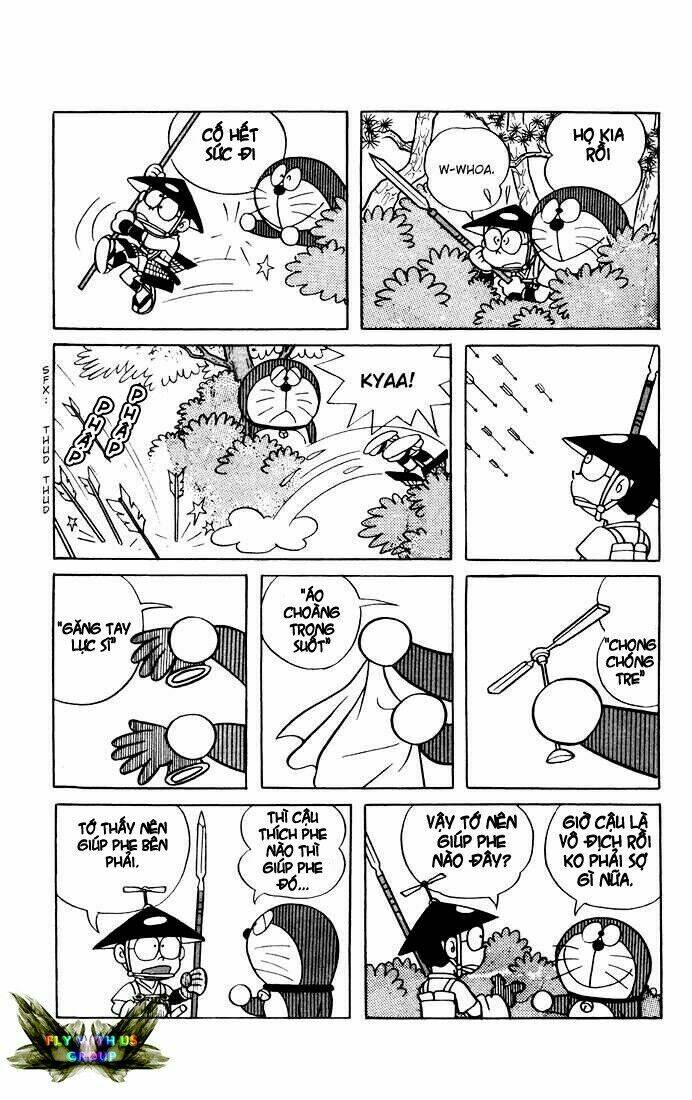 HỌ KIA
RỒI
W-WHOA.
CỐ HẾT
SỨC ĐI
KYAA!
PHẬP
PHẬP
SFX: THUD THUD
"CHONG
CHÓNG
TRE"
"ÁO
CHOÀNG
TRONG
SUỐT"
"GĂNG TAY
LỰC SĨ"
GIỜ CẬU LÀ
VÔ ĐỊCH RỒI
KO PHẢI SỢ
GÌ NỮA.
VẬY TỚ NÊN
GIÚP PHE
NÀO ĐÂY?
THÌ CẬU
THÍCH PHE
NÀO THÌ
GIÚP PHE
ĐÓ...
TỚ THẤY NÊN
GIÚP PHE BÊN
PHẢI.
FLY WITH US
GROUP